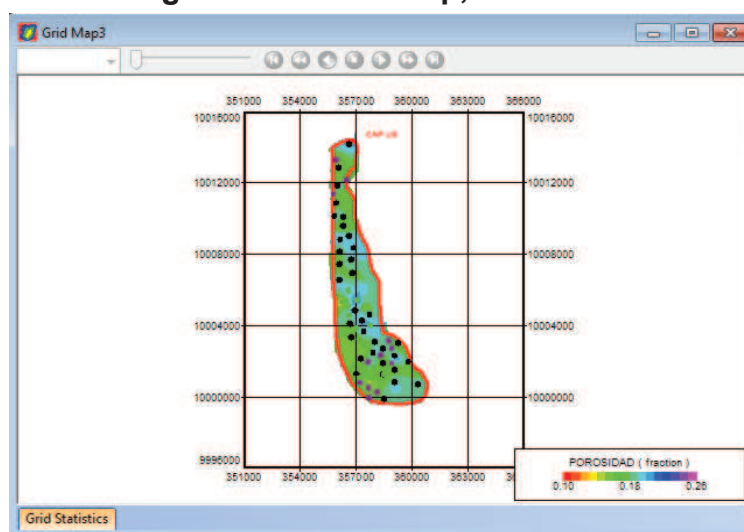 Grid Map3
351000 354000 357000 360000 363000 366000
10016000 10016000
CAP US
10012000 10012000
10008000 10008000
10004000 10004000
10000000 10000000
9996000
351000 354000 357000 360000 363000
POROSIDAD ( fraction )
0.10 0.18 0.26
Grid Statistics